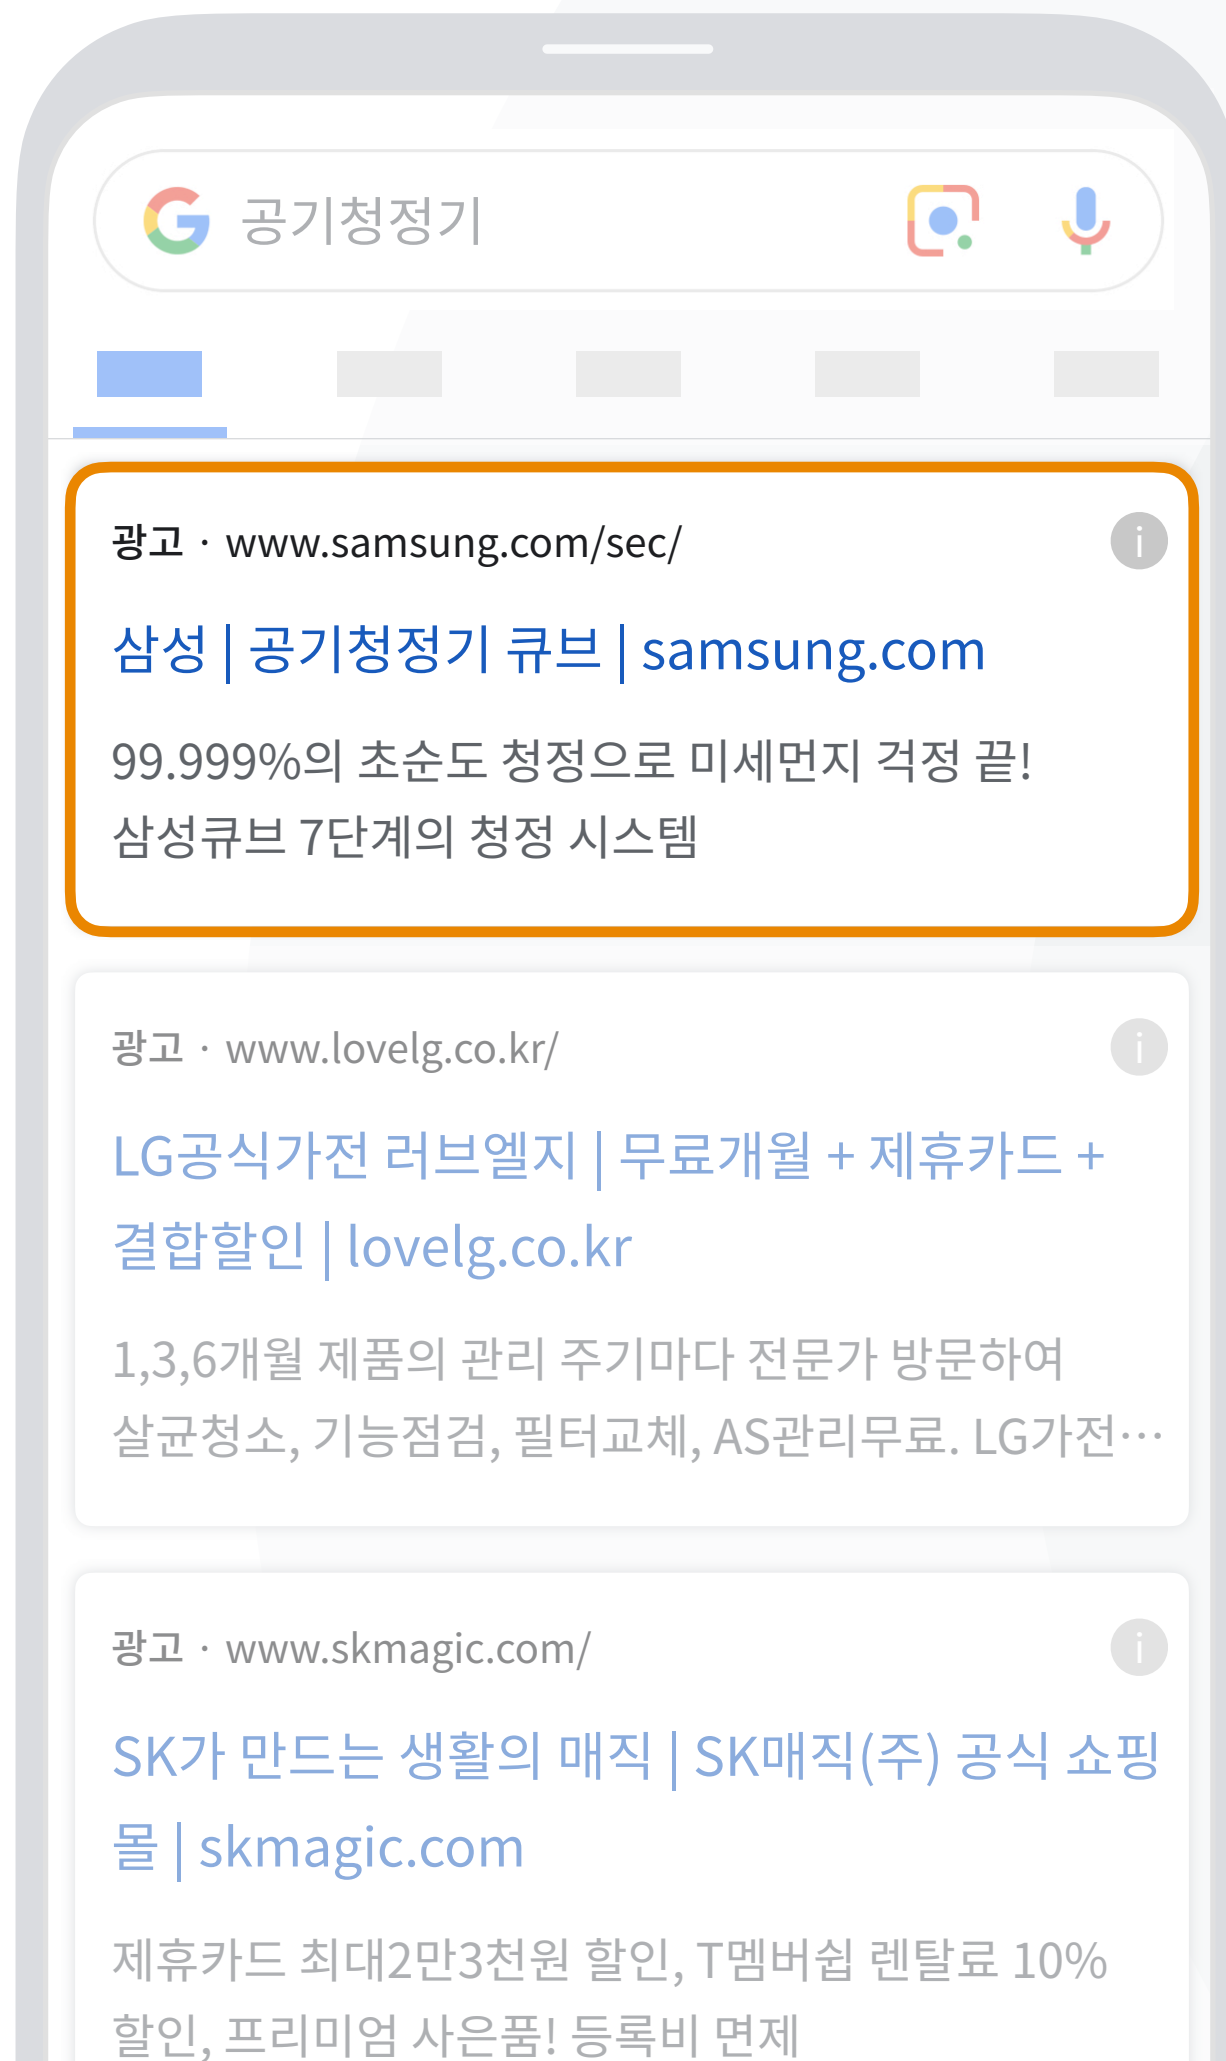 공기청정기
광고 · www.samsung.com/sec/
삼성 | 공기청정기 큐브 | samsung.com
99.999%의 초순도 청정으로 미세먼지 걱정 끝!
삼성큐브 7단계의 청정 시스템
광고 · www.lovelg.co.kr/
LG공식가전 러브엘지 | 무료개월 + 제휴카드 +
결합할인 | lovelg.co.kr
1,3,6개월 제품의 관리 주기마다 전문가 방문하여
살균청소, 기능점검, 필터교체, AS관리무료. LG가전…
광고 · www.skmagic.com/
SK가 만드는 생활의 매직 | SK매직(주) 공식 쇼핑
몰 | skmagic.com
제휴카드 최대2만3천원 할인, T멤버쉽 렌탈료 10%
할인, 프리미엄 사은품! 등록비 면제